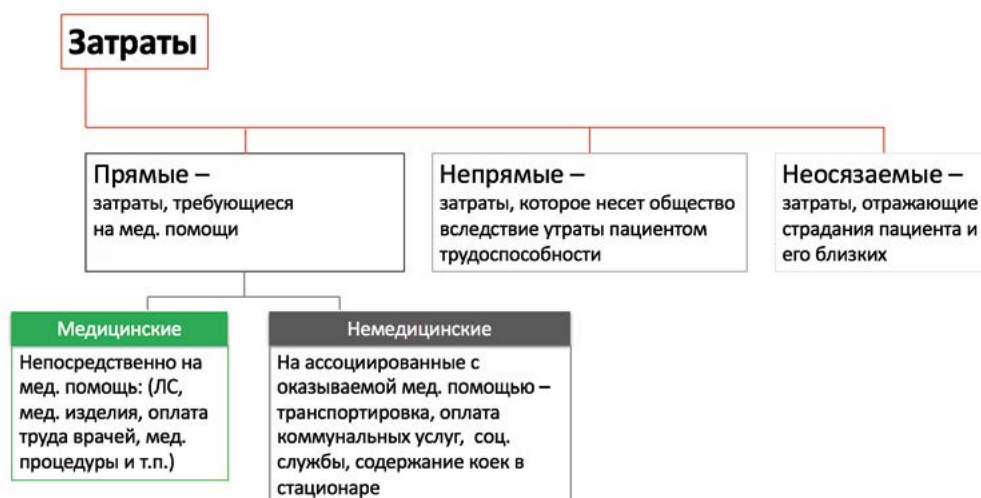 Затраты
Прямые –
затраты, требующиеся
на мед. помощи
Непрямые –
затраты, которое несет общество
вследствие утраты пациентом
трудоспособности
Неосязаемые –
затраты, отражающие
страдания пациента и
его близких
Медицинские
Непосредственно на
мед. помощь: (ЛС,
мед. изделия, оплата
труда врачей, мед.
процедуры и т.п.)
Немедицинские
На ассоциированные с
оказываемой мед. помощью –
транспортировка, оплата
коммунальных услуг, соц.
службы, содержание коек в
стационаре